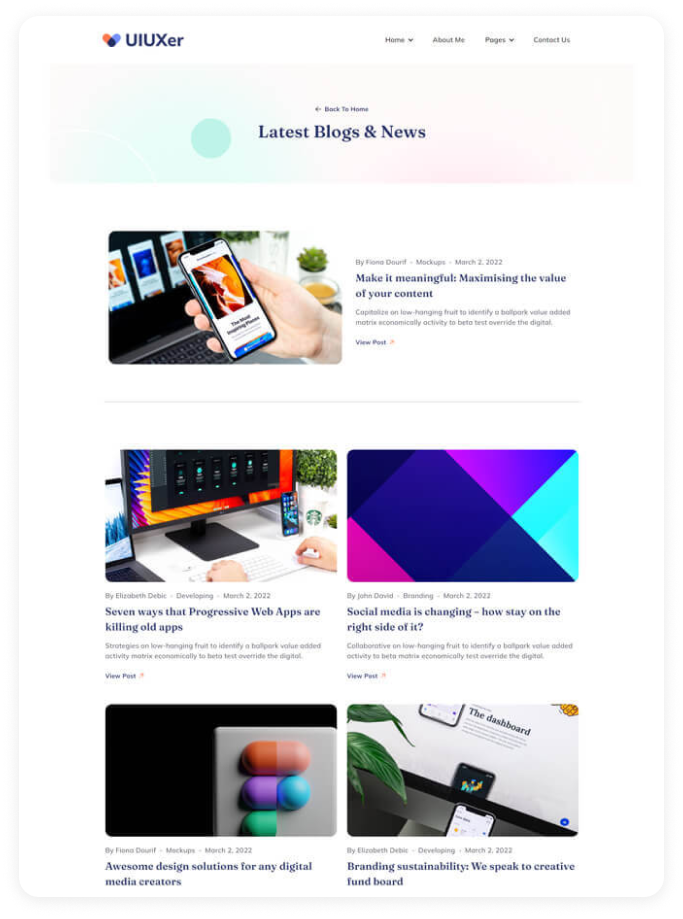 UIUXer
Home
About Me
Pages
Contact Us
← Back To Home
Latest Blogs & News
The Most
Inspiring Places
By Fiona Dourif - Mockups - March 2, 2022
Make it meaningful: Maximising the value
of your content
Capitalize on low-hanging fruit to identify a ballpark value added
matrix economically activity to beta test override the digital.
View Post ↗
By Elizabeth Debic - Developing - March 2, 2022
Seven ways that Progressive Web Apps are
killing old apps
Strategies on low-hanging fruit to identify a ballpark value added
activity matrix economically to beta test override the digital.
View Post ↗
By John David - Branding - March 2, 2022
Social media is changing – how stay on the
right side of it?
Collaborative on low-hanging fruit to identify a ballpark value added
activity to beta matrix economically test override the digital.
View Post ↗
The dashboard
By Fiona Dourif - Mockups - March 2, 2022
Awesome design solutions for any digital
media creators
By Elizabeth Debic - Developing - March 2, 2022
Branding sustainability: We speak to creative
fund board